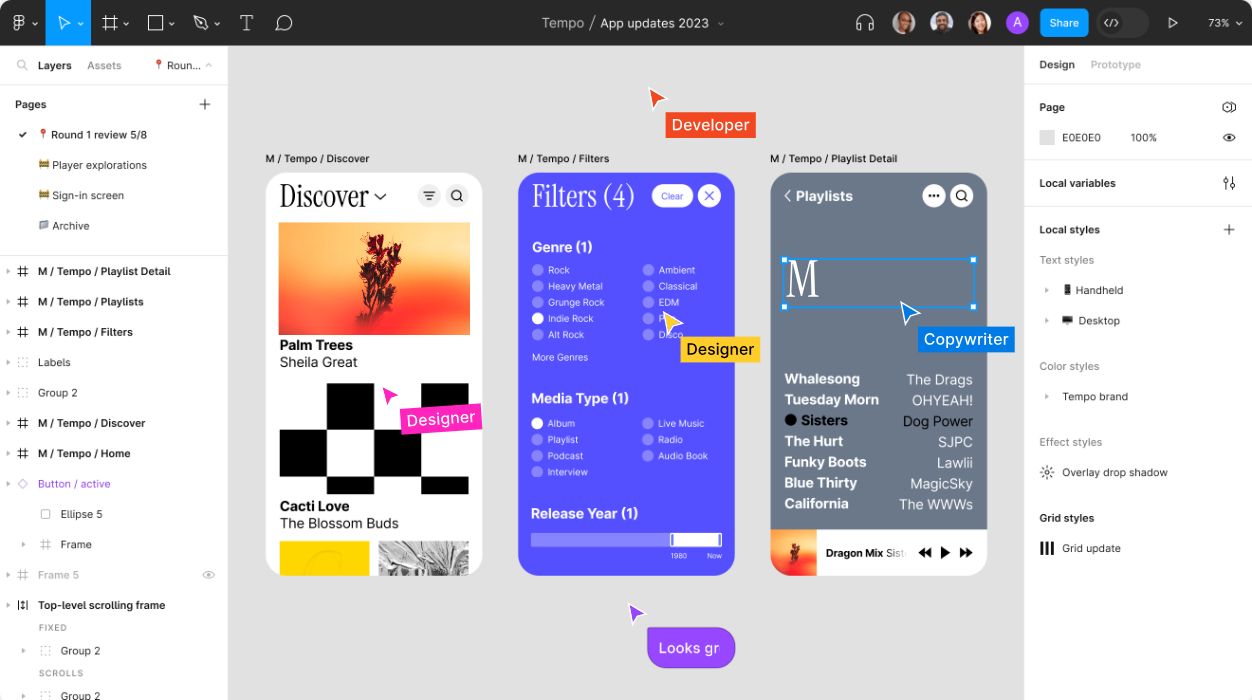 Tempo / App updates 2023
A
Share
73%
Layers
Assets
Roun...
Pages
Round 1 review 5/8
Player explorations
Sign-in screen
Archive
M / Tempo / Playlist Detail
M / Tempo / Playlists
M / Tempo / Filters
Labels
Group 2
M / Tempo / Discover
M / Tempo / Home
Button / active
Ellipse 5
Frame
Frame 5
Top-level scrolling frame
FIXED
Group 2
SCROLLS
Group 2
Developer
M / Tempo / Discover
Discover
Palm Trees
Sheila Great
Designer
Cacti Love
The Blossom Buds
M / Tempo / Filters
Filters (4)
Clear
Genre (1)
Rock
Ambient
Heavy Metal
Classical
Grunge Rock
EDM
Indie Rock
Alt Rock
Disco
More Genres
Designer
Media Type (1)
Album
Live Music
Playlist
Radio
Podcast
Audio Book
Interview
Release Year (1)
1980
Now
Looks gr
M / Tempo / Playlist Detail
Playlists
M
Copywriter
Whalesong
The Drags
Tuesday Morn
OHYEAH!
Sisters
Dog Power
The Hurt
SJPC
Funky Boots
Lawlii
Blue Thirty
MagicSky
California
The WWWs
Dragon Mix Sist
Design
Prototype
Page
E0E0E0
100%
Local variables
Local styles
Text styles
Handheld
Desktop
Color styles
Tempo brand
Effect styles
Overlay drop shadow
Grid styles
Grid update